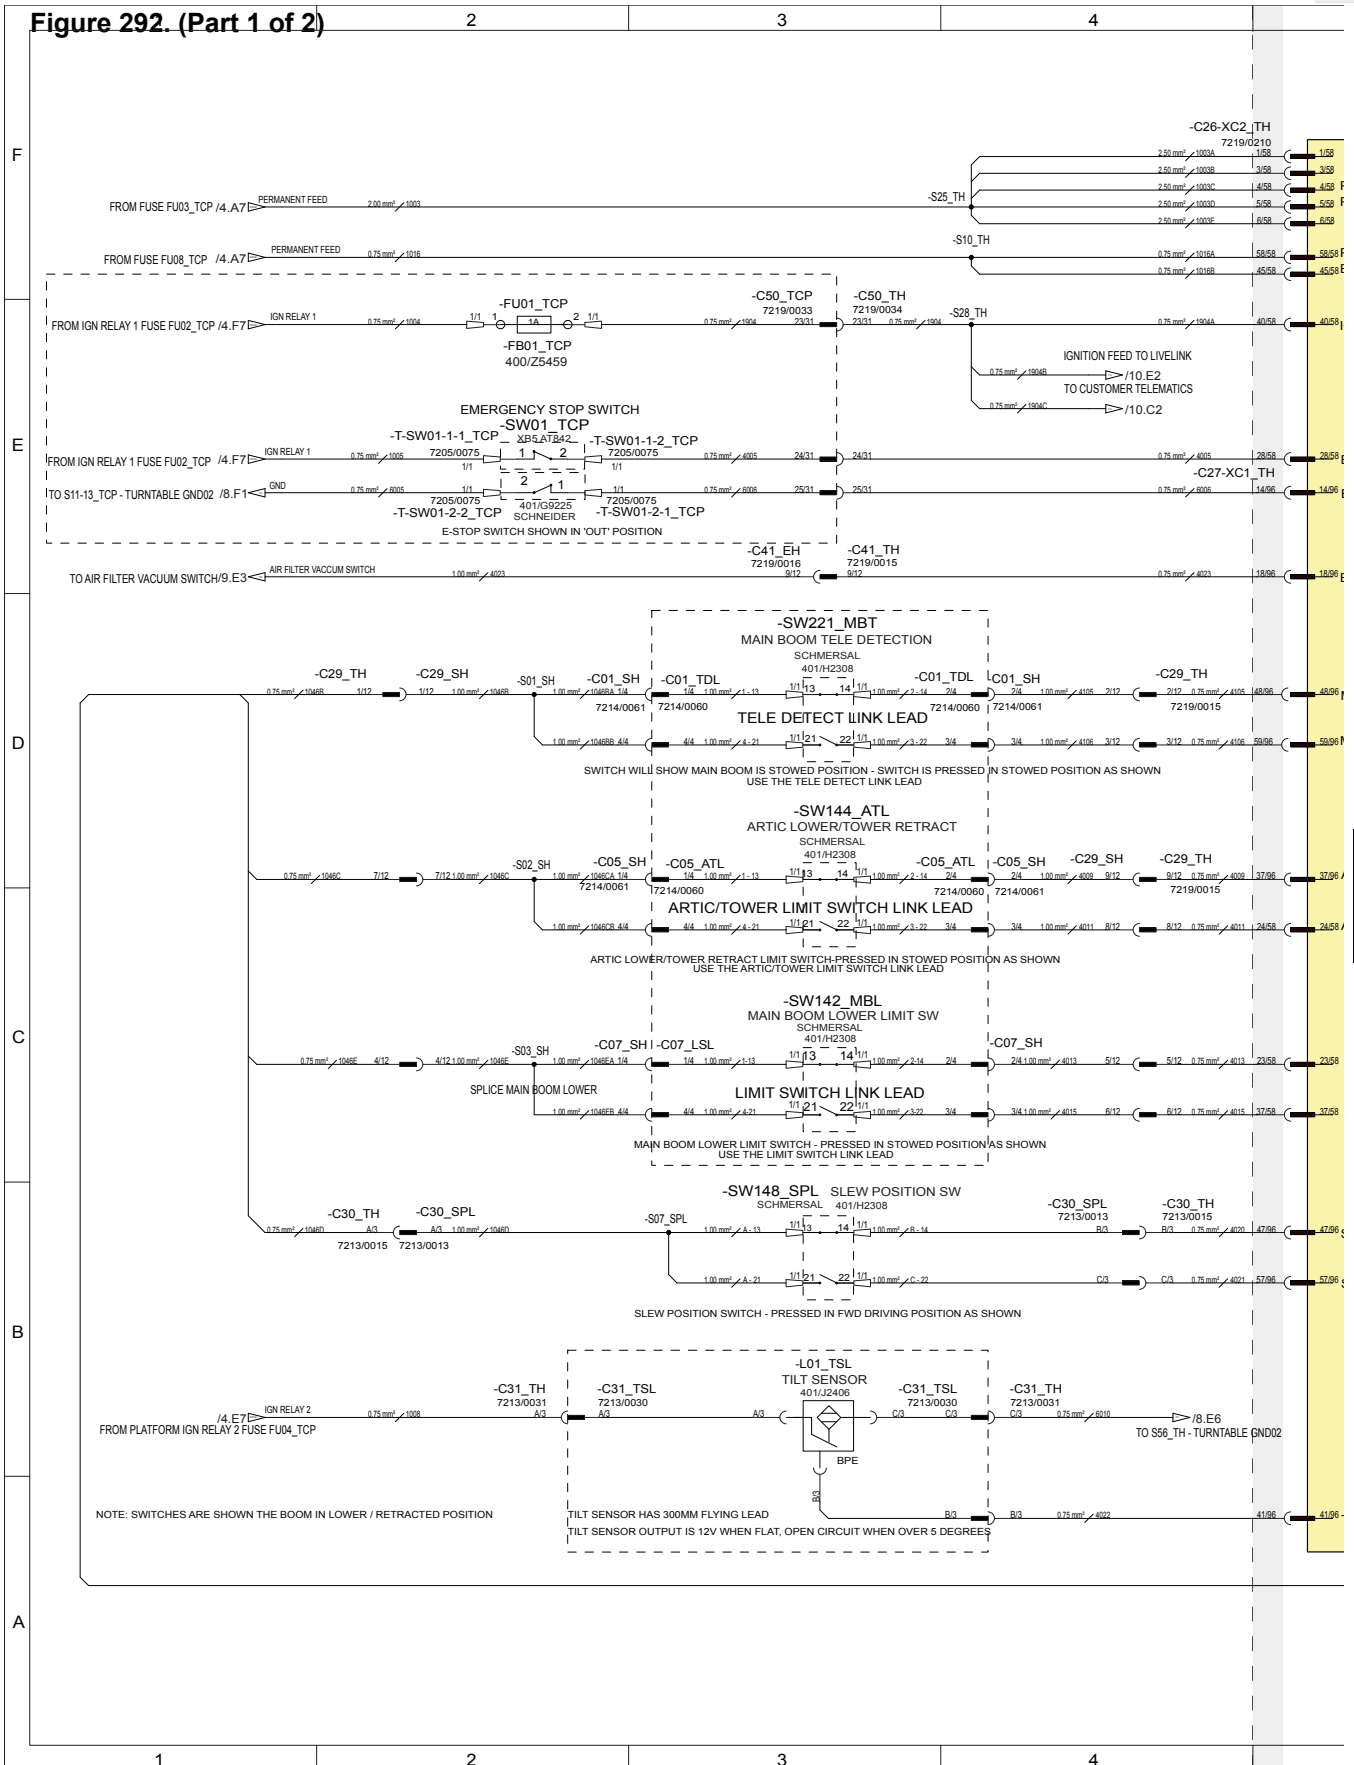 Figure 292. (Part 1 of 2)
2 3 4
F
-C26-XC2_TH
7219/0210
2.50 mm² 1003A 1/58 1/58
2.50 mm² 1003B 3/58 3/58
2.50 mm² 1003C 4/58 4/58
-S25_TH
FROM FUSE FU03_TCP /4.A7 PERMANENT FEED 2.00 mm² 1003 2.50 mm² 1003D 5/58 5/58
2.50 mm² 1003E 6/58 6/58
-S10_TH
FROM FUSE FU08_TCP /4.A7 PERMANENT FEED 0.75 mm² 1016 0.75 mm² 1016A 58/58 58/58
0.75 mm² 1016B 45/58 45/58
-FU01_TCP -C50_TCP -C50_TH
7219/0033 7219/0034
-S28_TH
FROM IGN RELAY 1 FUSE FU02_TCP /4.F7 IGN RELAY 1 0.75 mm² 1004 1/1 1 1A 2 1/1 0.75 mm² 1904 23/31 23/31 0.75 mm² 1904 0.75 mm² 1904A 40/58 40/58
-FB01_TCP
400/Z5459
IGNITION FEED TO LIVELINK
0.75 mm² 1904B /10.E2
TO CUSTOMER TELEMATICS
0.75 mm² 1904C /10.C2
EMERGENCY STOP SWITCH
-SW01_TCP
E
-T-SW01-1-1_TCP XB5 AT842 -T-SW01-1-2_TCP
7205/0075 1 2 7205/0075
FROM IGN RELAY 1 FUSE FU02_TCP /4.F7 IGN RELAY 1 0.75 mm² 1005 1/1 1/1 0.75 mm² 4005 24/31 24/31 0.75 mm² 4005 28/58 28/58
-C27-XC1_TH
TO S11-13_TCP - TURNTABLE GND02 /8.F1 GND 0.75 mm² 6005 1/1 2 1 1/1 0.75 mm² 6006 25/31 25/31 0.75 mm² 6006 14/96 14/96
7205/0075 401/G9225 7205/0075
-T-SW01-2-2_TCP SCHNEIDER -T-SW01-2-1_TCP
E-STOP SWITCH SHOWN IN 'OUT' POSITION
-C41_EH -C41_TH
7219/0016 7219/0015
TO AIR FILTER VACUUM SWITCH/9.E3 AIR FILTER VACCUM SWITCH 1.00 mm² 4023 9/12 9/12 0.75 mm² 4023 18/96 18/96
-SW221_MBT
MAIN BOOM TELE DETECTION
SCHMERSAL
401/H2308
-C29_TH -C29_SH -S01_SH -C01_SH -C01_TDL -C01_TDL -C01_SH -C29_TH
0.75 mm² 1046B 1/12 1/12 1.00 mm² 1046B 1.00 mm² 1046BA 1/4 1/4 1.00 mm² 1 - 13 1/1 13 14 1/1 1.00 mm² 2 - 14 2/4 2/4 1.00 mm² 4105 2/12 2/12 0.75 mm² 4105 48/96 48/96
7214/0061 7214/0060 7214/0060 7214/0061 7219/0015
TELE DETECT LINK LEAD
D
1.00 mm² 1046BB 4/4 4/4 1.00 mm² 4 - 21 1/1 21 22 1/1 1.00 mm² 3 - 22 3/4 3/4 1.00 mm² 4106 3/12 3/12 0.75 mm² 4106 59/96 59/96
SWITCH WILL SHOW MAIN BOOM IS STOWED POSITION - SWITCH IS PRESSED IN STOWED POSITION AS SHOWN
USE THE TELE DETECT LINK LEAD
-SW144_ATL
ARTIC LOWER/TOWER RETRACT
SCHMERSAL
401/H2308
-S02_SH -C05_SH -C05_ATL -C05_ATL -C05_SH -C29_SH -C29_TH
0.75 mm² 1046C 7/12 7/12 1.00 mm² 1046C 1.00 mm² 1046CA 1/4 1/4 1.00 mm² 1 - 13 1/1 13 14 1/1 1.00 mm² 2 - 14 2/4 2/4 1.00 mm² 4009 9/12 9/12 0.75 mm² 4009 37/96 37/96
7214/0061 7214/0060 7214/0060 7214/0061 7219/0015
ARTIC/TOWER LIMIT SWITCH LINK LEAD
1.00 mm² 1046CB 4/4 4/4 1.00 mm² 4 - 21 1/1 21 22 1/1 1.00 mm² 3 - 22 3/4 3/4 1.00 mm² 4011 8/12 8/12 0.75 mm² 4011 24/58 24/58
ARTIC LOWER/TOWER RETRACT LIMIT SWITCH-PRESSED IN STOWED POSITION AS SHOWN
USE THE ARTIC/TOWER LIMIT SWITCH LINK LEAD
-SW142_MBL
MAIN BOOM LOWER LIMIT SW
SCHMERSAL
401/H2308
C
-S03_SH -C07_SH -C07_LSL -C07_SH
0.75 mm² 1046E 4/12 4/12 1.00 mm² 1046E 1.00 mm² 1046EA 1/4 1/4 1.00 mm² 1-13 1/1 13 14 1/1 1.00 mm² 2-14 2/4 2/4 1.00 mm² 4013 5/12 5/12 0.75 mm² 4013 23/58 23/58
SPLICE MAIN BOOM LOWER LIMIT SWITCH LINK LEAD
1.00 mm² 1046EB 4/4 4/4 1.00 mm² 4-21 1/1 21 22 1/1 1.00 mm² 3-22 3/4 3/4 1.00 mm² 4015 6/12 6/12 0.75 mm² 4015 37/58 37/58
MAIN BOOM LOWER LIMIT SWITCH - PRESSED IN STOWED POSITION AS SHOWN
USE THE LIMIT SWITCH LINK LEAD
-SW148_SPL SLEW POSITION SW
SCHMERSAL 401/H2308
-C30_TH -C30_SPL -S07_SPL -C30_SPL -C30_TH
7213/0013 7213/0015
0.75 mm² 1046D A/3 A/3 1.00 mm² 1046D 1.00 mm² A - 13 1/1 13 14 1/1 1.00 mm² B - 14 B/3 B/3 0.75 mm² 4020 47/96 47/96
7213/0015 7213/0013
1.00 mm² A - 21 1/1 21 22 1/1 1.00 mm² C - 22 C/3 C/3 0.75 mm² 4021 57/96 57/96
SLEW POSITION SWITCH - PRESSED IN FWD DRIVING POSITION AS SHOWN
B
-L01_TSL
TILT SENSOR
401/J2406
-C31_TH -C31_TSL -C31_TSL -C31_TH
7213/0031 7213/0030 7213/0030 7213/0031
/4.E7 IGN RELAY 2 0.75 mm² 1008 A/3 A/3 A/3 C/3 C/3 C/3 0.75 mm² 6010 /8.E6
FROM PLATFORM IGN RELAY 2 FUSE FU04_TCP TO S56_TH - TURNTABLE GND02
BPE
B/3
NOTE: SWITCHES ARE SHOWN THE BOOM IN LOWER / RETRACTED POSITION
TILT SENSOR HAS 300MM FLYING LEAD B/3 B/3 0.75 mm² 4022 41/96 41/96
TILT SENSOR OUTPUT IS 12V WHEN FLAT, OPEN CIRCUIT WHEN OVER 5 DEGREES
A
1 2 3 4